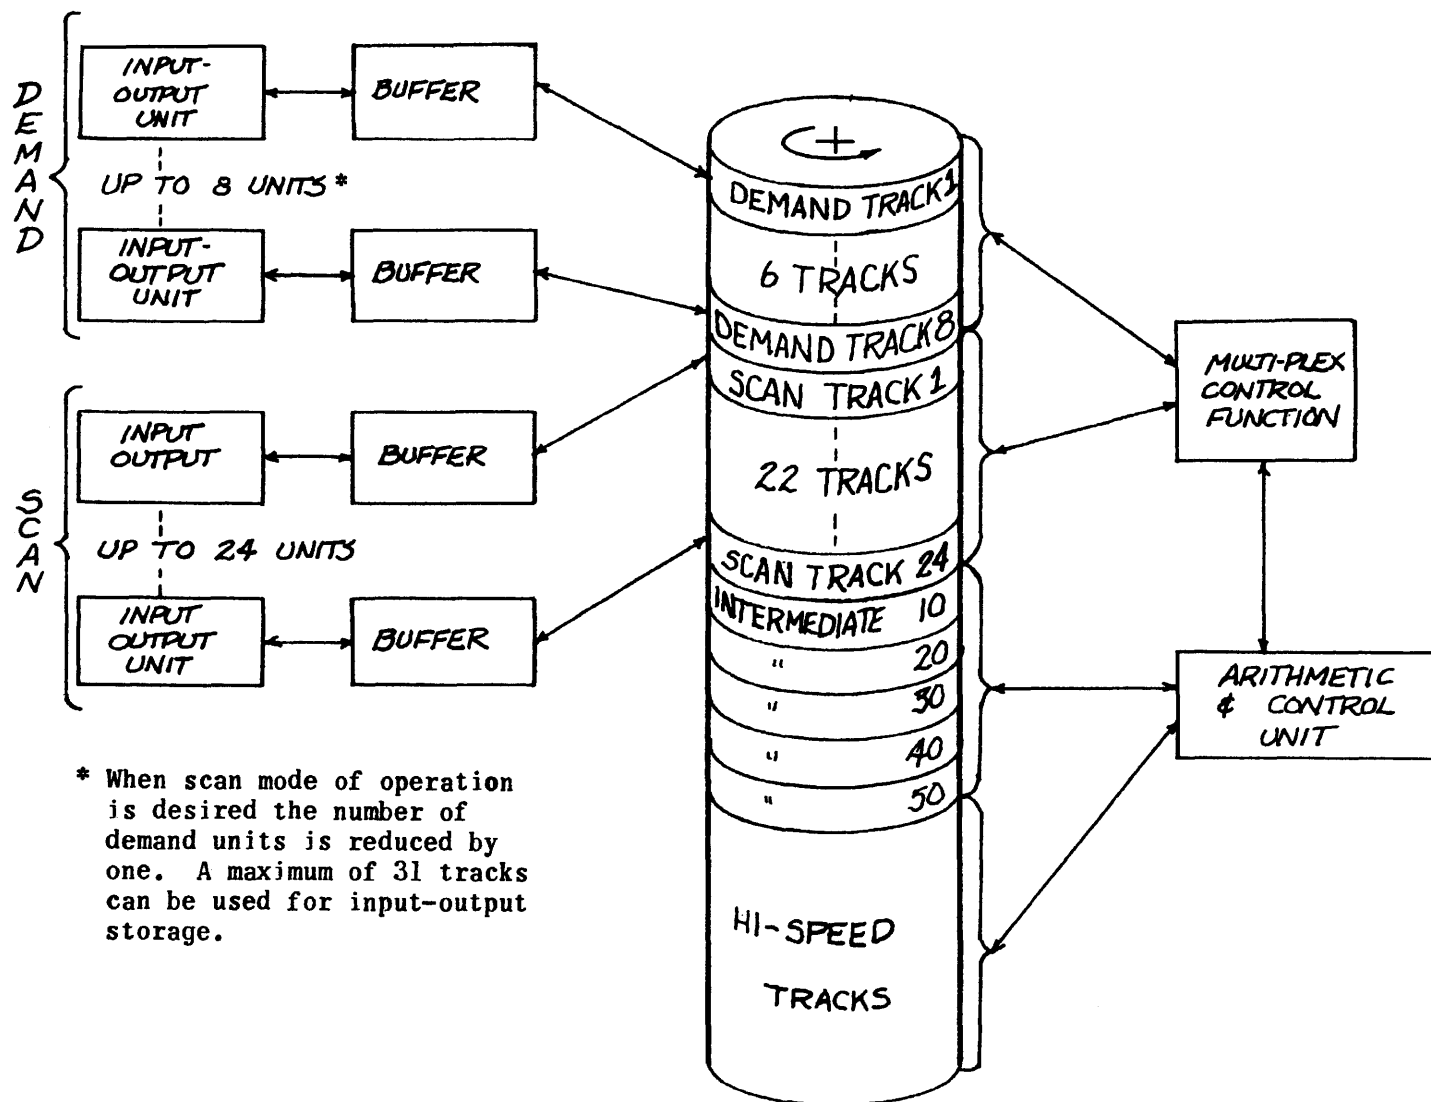 DEMAND
INPUT-
OUTPUT
UNIT
BUFFER
UP TO 8 UNITS*
INPUT-
OUTPUT
UNIT
BUFFER
SCAN
INPUT
OUTPUT
BUFFER
UP TO 24 UNITS
INPUT
OUTPUT
UNIT
BUFFER
* When scan mode of operation
is desired the number of
demand units is reduced by
one. A maximum of 31 tracks
can be used for input-output
storage.
DEMAND TRACK 1
6 TRACKS
DEMAND TRACK 8
SCAN TRACK 1
22 TRACKS
SCAN TRACK 24
INTERMEDIATE 10
" 20
" 30
" 40
" 50
HI-SPEED
TRACKS
MULTI-PLEX
CONTROL
FUNCTION
ARITHMETIC
& CONTROL
UNIT